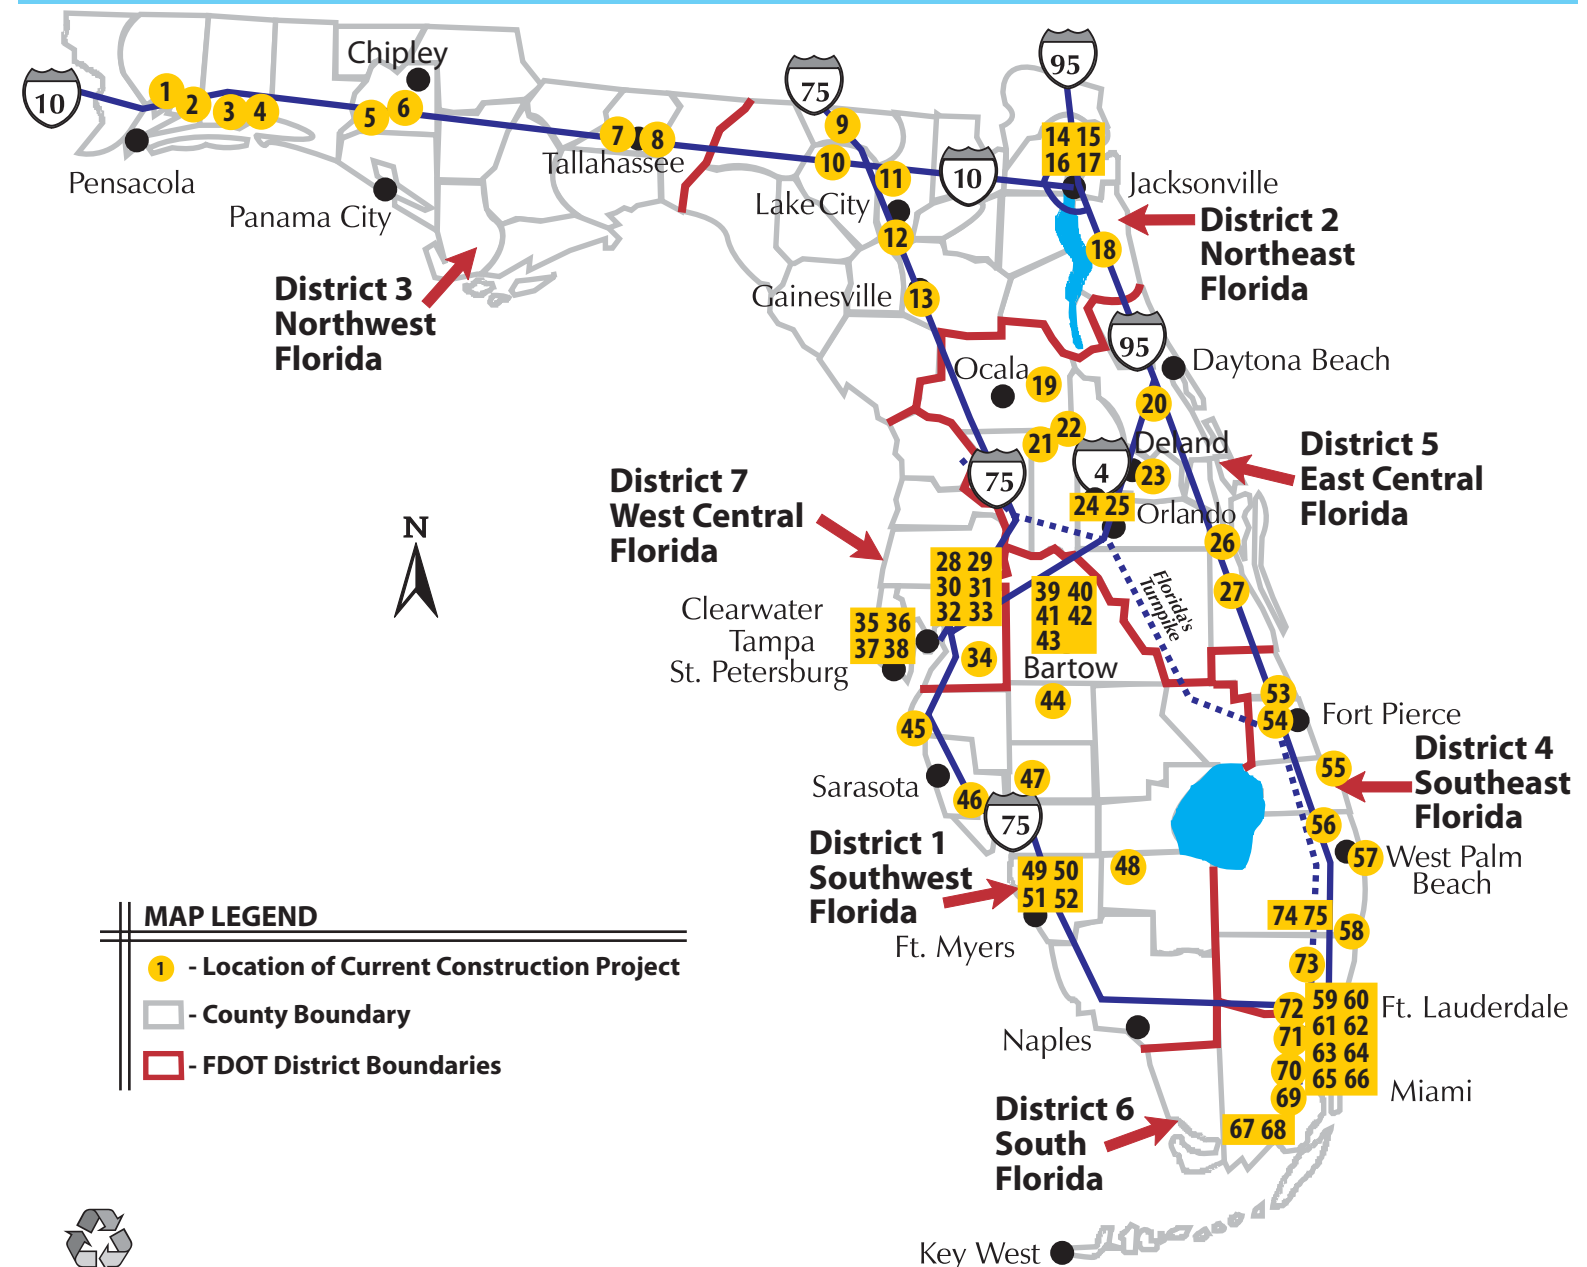 Chipley
10
1
2
3
4
5
6
7
8
Tallahassee
Pensacola
Panama City
District 3
Northwest
Florida
75
9
10
11
10
Lake City
12
Gainesville
13
95
14 15
16 17
Jacksonville
District 2
Northeast
Florida
18
95
Daytona Beach
Ocala
19
20
21
22
Deland
75
4
23
24 25
Orlando
District 5
East Central
Florida
26
27
Florida's
Turnpike
District 7
West Central
Florida
N
28 29
30 31
32 33
39 40
41 42
43
Clearwater
Tampa
St. Petersburg
35 36
37 38
34
Bartow
44
45
53
54
Fort Pierce
District 4
Southeast
Florida
55
Sarasota
46
47
75
56
57
West Palm
Beach
District 1
Southwest
Florida
49 50
51 52
48
Ft. Myers
74 75
58
73
72
59 60
61 62
63 64
65 66
71
70
69
67 68
Ft. Lauderdale
Miami
Naples
District 6
South
Florida
Key West
MAP LEGEND
1 - Location of Current Construction Project
- County Boundary
- FDOT District Boundaries